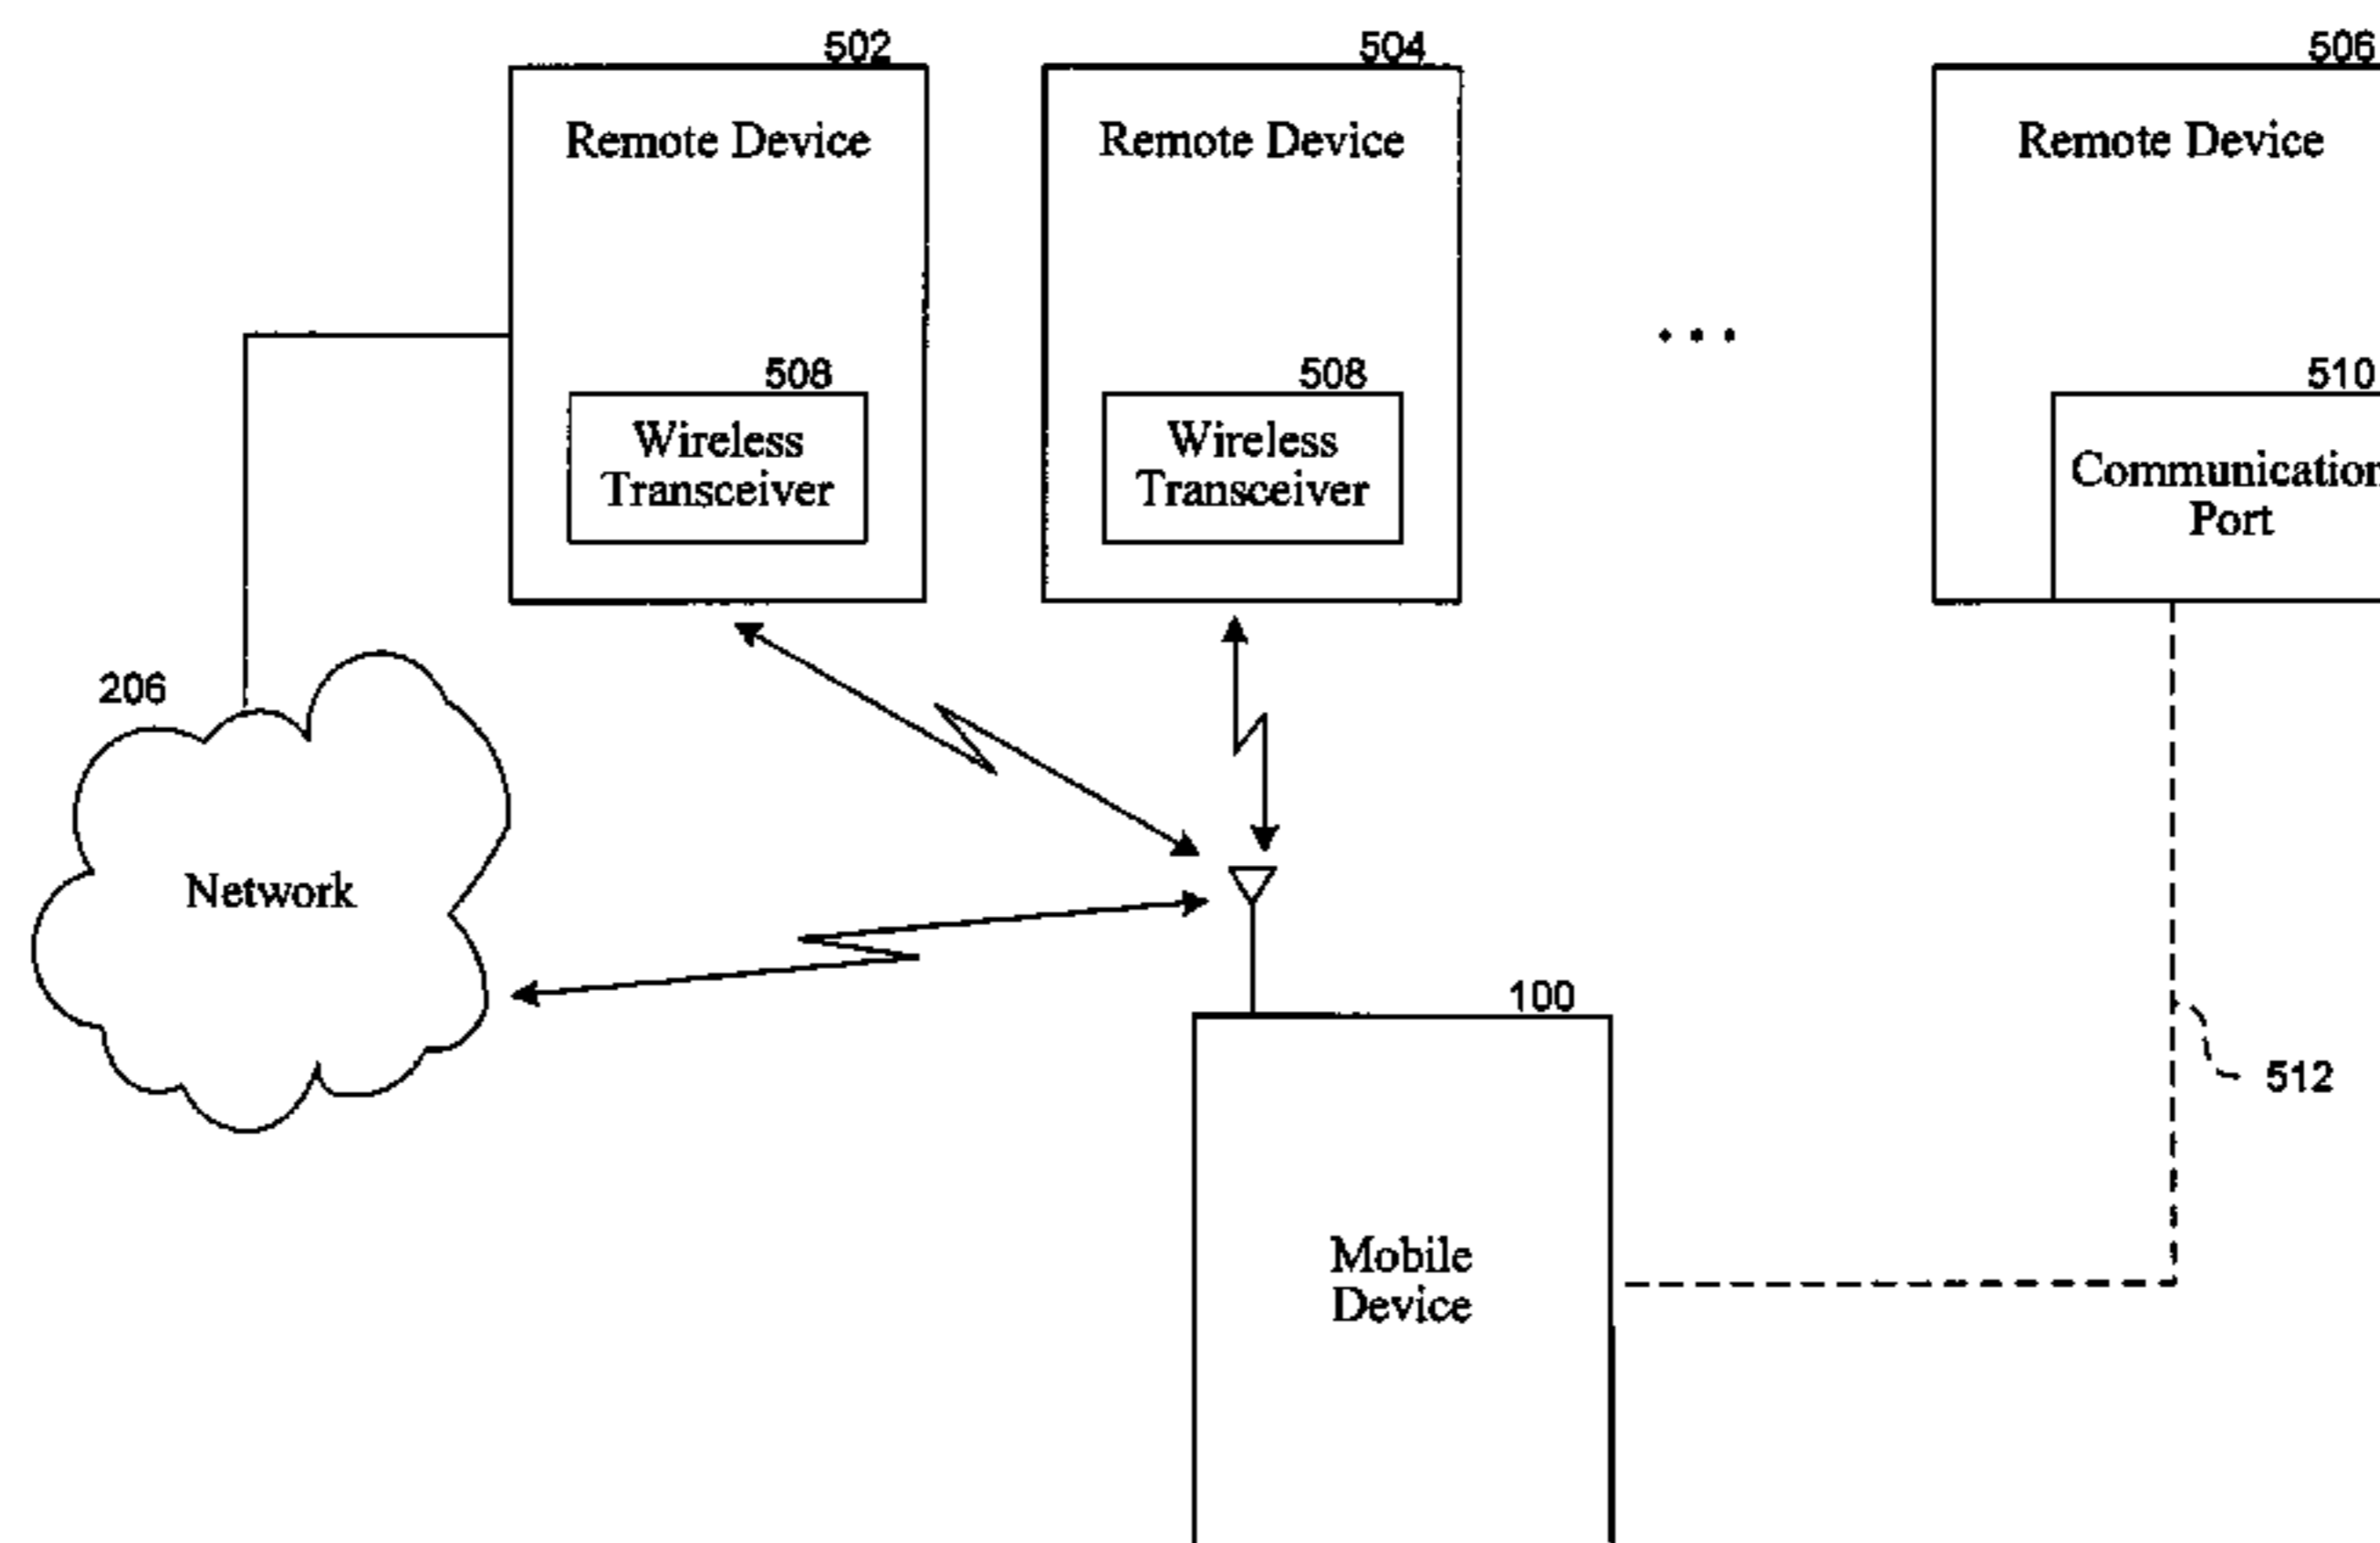 502
504
506
Remote Device
Remote Device
Remote Device
508
508
510
Wireless
Transceiver
Wireless
Transceiver
Communication
Port
206
Network
100
512
Mobile
Device